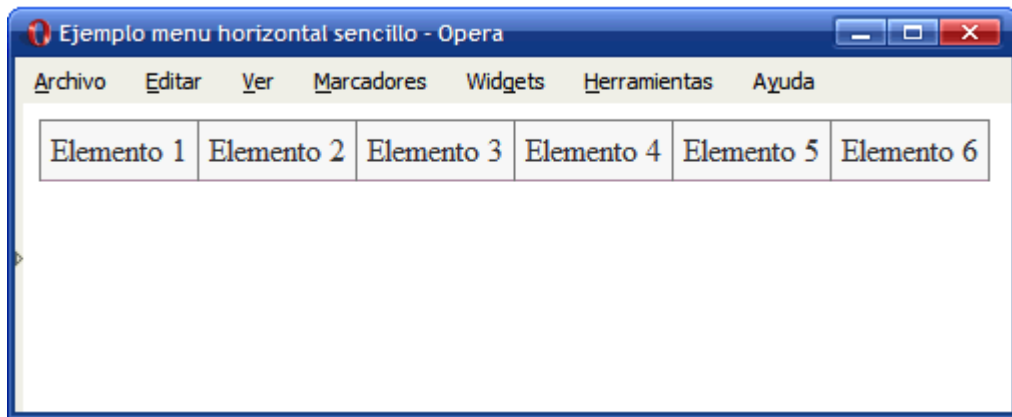 Ejemplo menu horizontal sencillo - Opera
Archivo Editar Ver Marcadores Widgets Herramientas Ayuda
Elemento 1 Elemento 2 Elemento 3 Elemento 4 Elemento 5 Elemento 6